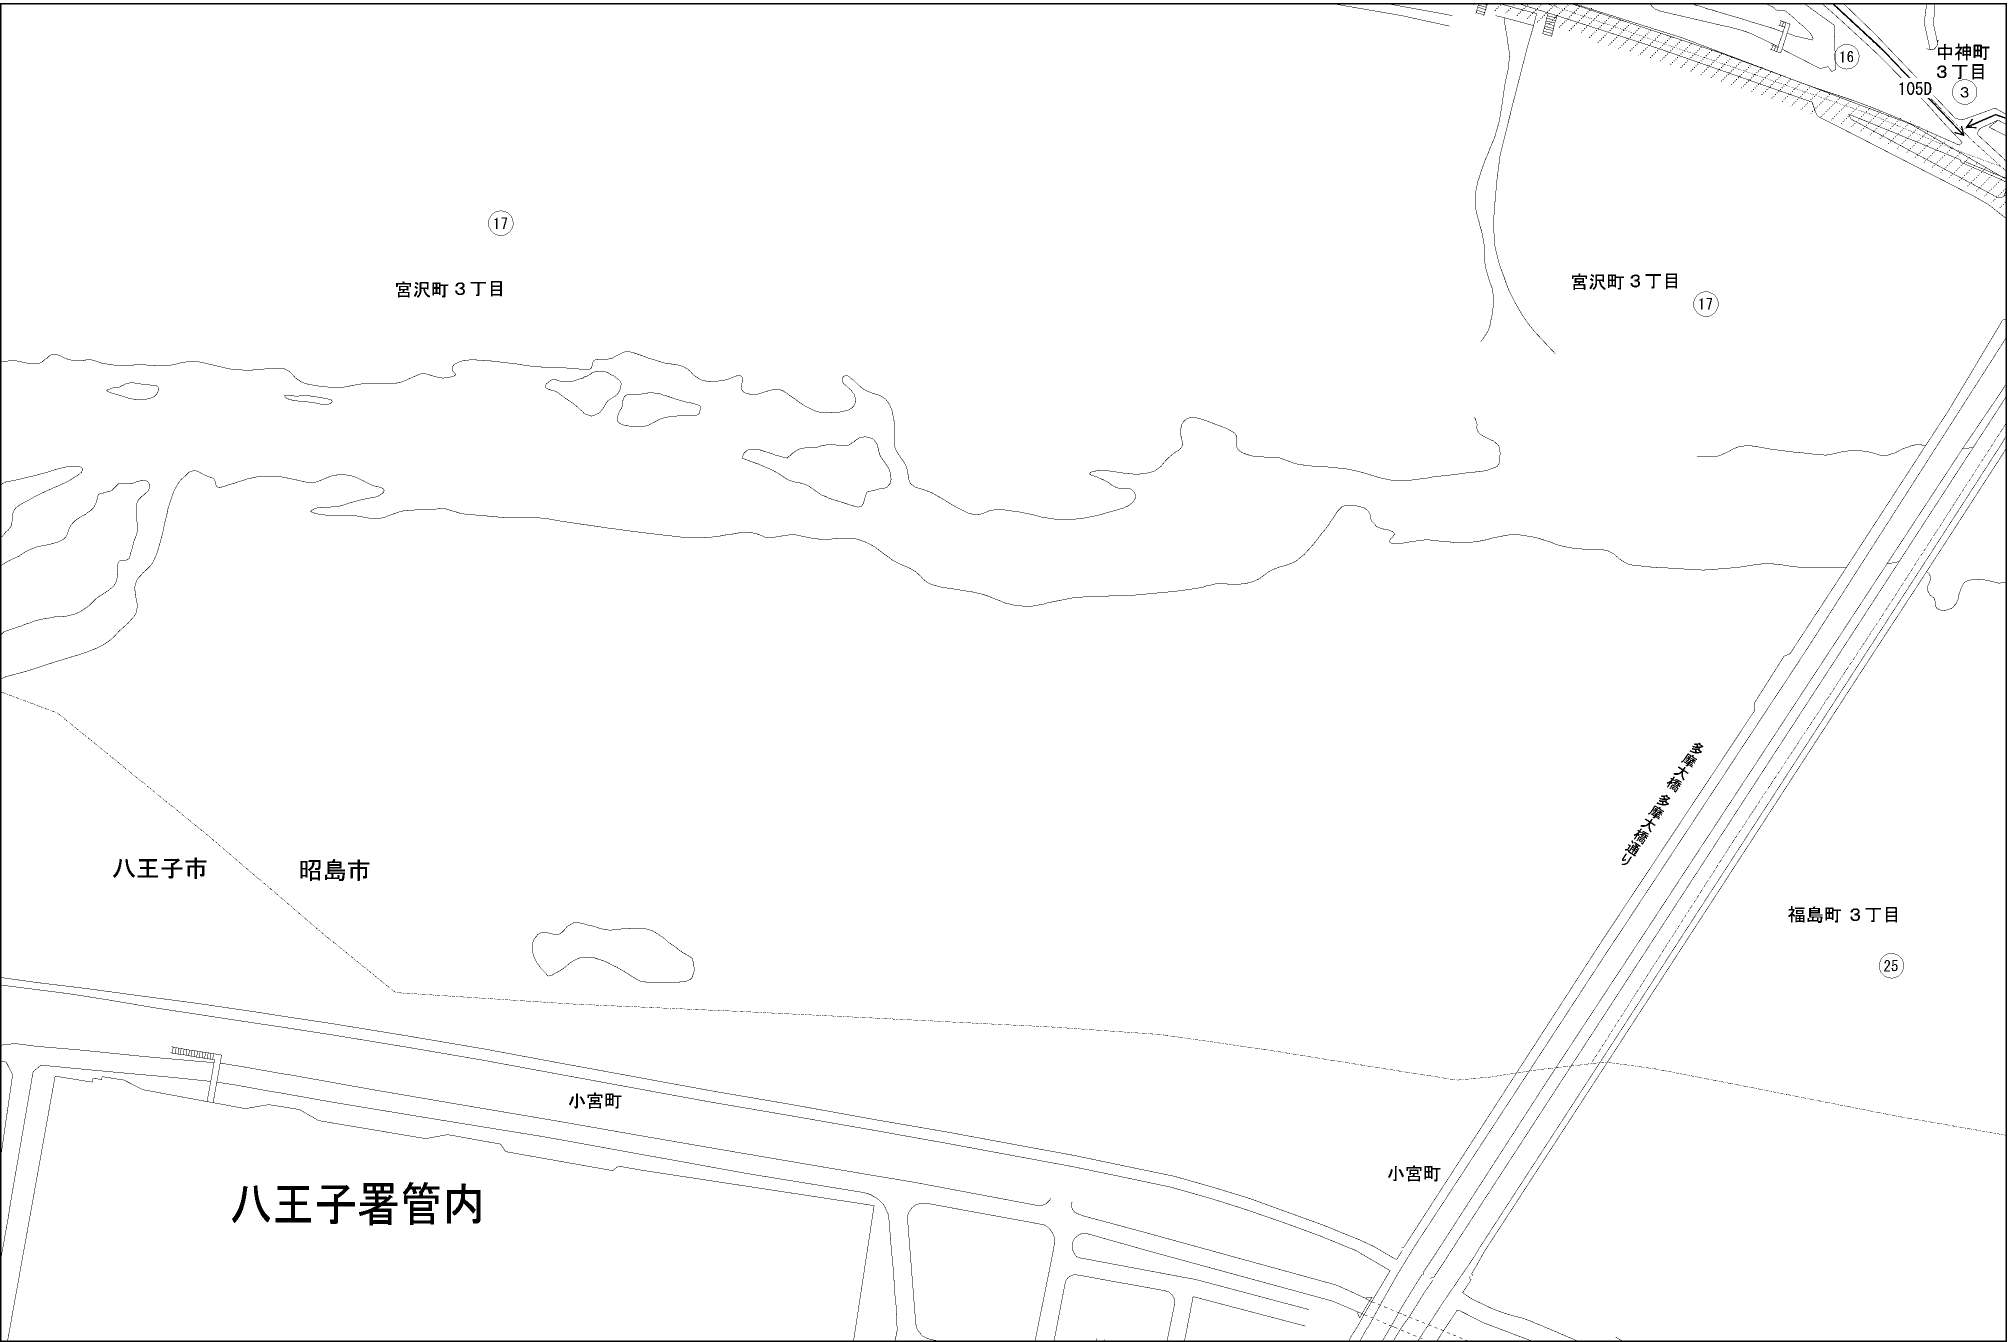 中神町
３丁目
3
16
105D
17
宮沢町３丁目
宮沢町３丁目
17
多摩大橋 多摩大橋通り
八王子市
昭島市
福島町３丁目
25
小宮町
小宮町
八王子署管内